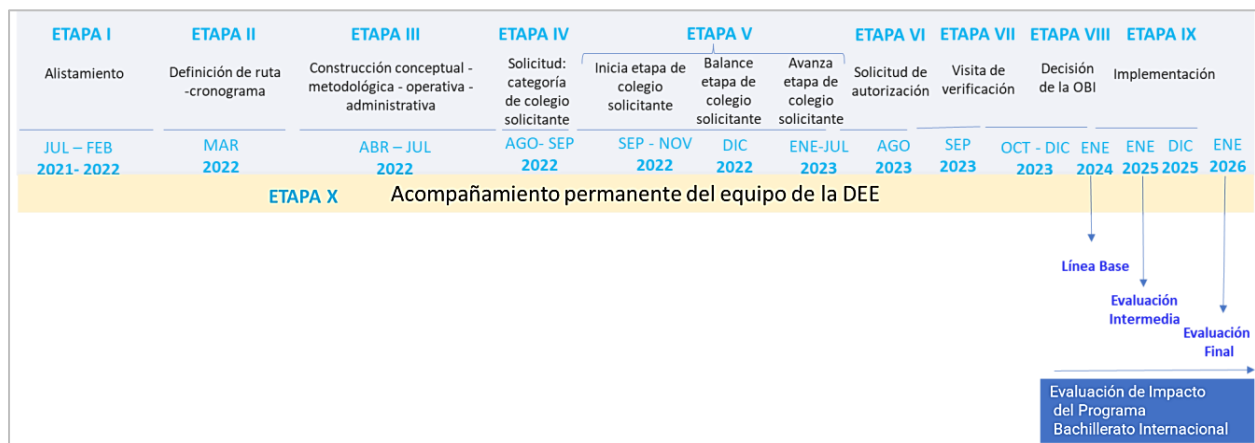 ETAPA I
ETAPA II
ETAPA III
ETAPA IV
ETAPA V
ETAPA VI
ETAPA VII
ETAPA VIII
ETAPA IX
Alistamiento
Definición de ruta
-cronograma
Construcción conceptual -
metodológica - operativa -
administrativa
Solicitud:
categoría
de colegio
solicitante
Inicia etapa de
colegio
solicitante
Balance
etapa de
colegio
solicitante
Avanza
etapa de
colegio
solicitante
Solicitud de
autorización
Visita de
verificación
Decisión
de la OBI
Implementación
JUL – FEB
2021- 2022
MAR
2022
ABR – JUL
2022
AGO- SEP
2022
SEP - NOV
2022
DIC
2022
ENE-JUL
2023
AGO
2023
SEP
2023
OCT - DIC
2023
ENE
2024
ENE
2025
DIC
2025
ENE
2026
ETAPA X
Acompañamiento permanente del equipo de la DEE
Línea Base
Evaluación
Intermedia
Evaluación
Final
Evaluación de Impacto
del Programa
Bachillerato Internacional